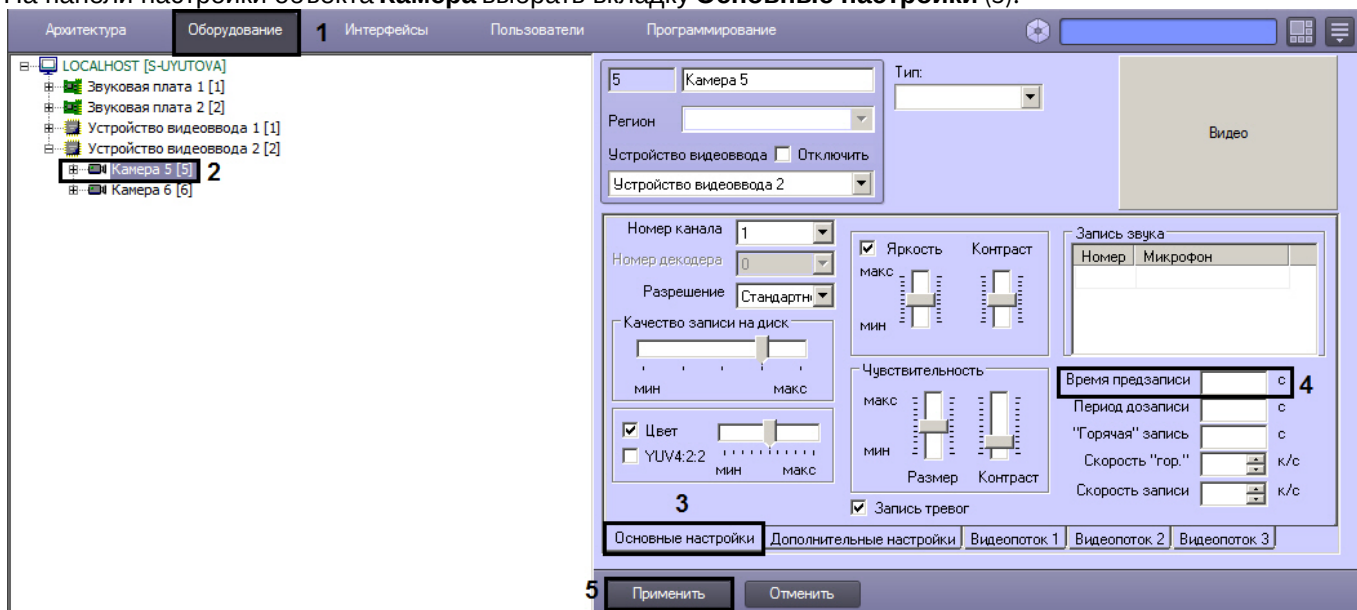 На панели настройки объекта Камера выбрать вкладку Основные настройки (3).
Архитектура Оборудование 1 Интерфейсы Пользователи Программирование
LOCALHOST [S-UYUTOVA]
Звуковая плата 1 [1]
Звуковая плата 2 [2]
Устройство видеоввода 1 [1]
Устройство видеоввода 2 [2]
Камера 5 [5] 2
Камера 6 [6]
5 Камера 5
Тип:
Регион
Устройство видеоввода Отключить
Устройство видеоввода 2
Видео
Номер канала 1
Номер декодера 0
Разрешение Стандартн
Качество записи на диск
мин макс
Цвет
YUV4:2:2
мин макс
Яркость Контраст
макс
мин
Чувствительность
макс
мин
Размер Контраст
Запись тревог
Запись звука
Номер Микрофон
Время предзаписи с 4
Период дозаписи с
"Горячая" запись с
Скорость "гор." к/с
Скорость записи к/с
3
Основные настройки Дополнительные настройки Видеопоток 1 Видеопоток 2 Видеопоток 3
5 Применить Отменить